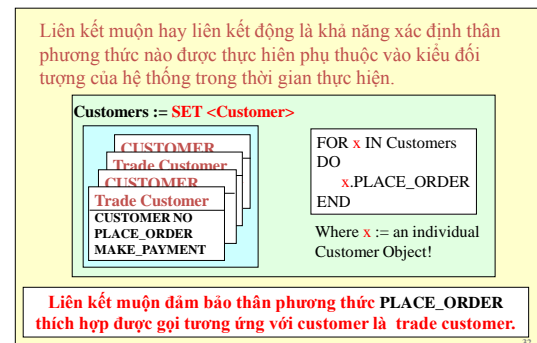 Liên kết muộn hay liên kết động là khả năng xác định thân
phương thức nào được thực hiên phụ thuộc vào kiểu đối
tượng của hệ thống trong thời gian thực hiện.
Customers := SET <Customer>
CUSTOMER
Trade Customer
CUSTOMER
Trade Customer
CUSTOMER NO
PLACE_ORDER
MAKE_PAYMENT
FOR x IN Customers
DO
x.PLACE_ORDER
END
Where x := an individual
Customer Object!
Liên kết muộn đảm bảo thân phương thức PLACE_ORDER
thích hợp được gọi tương ứng với customer là trade customer.
32